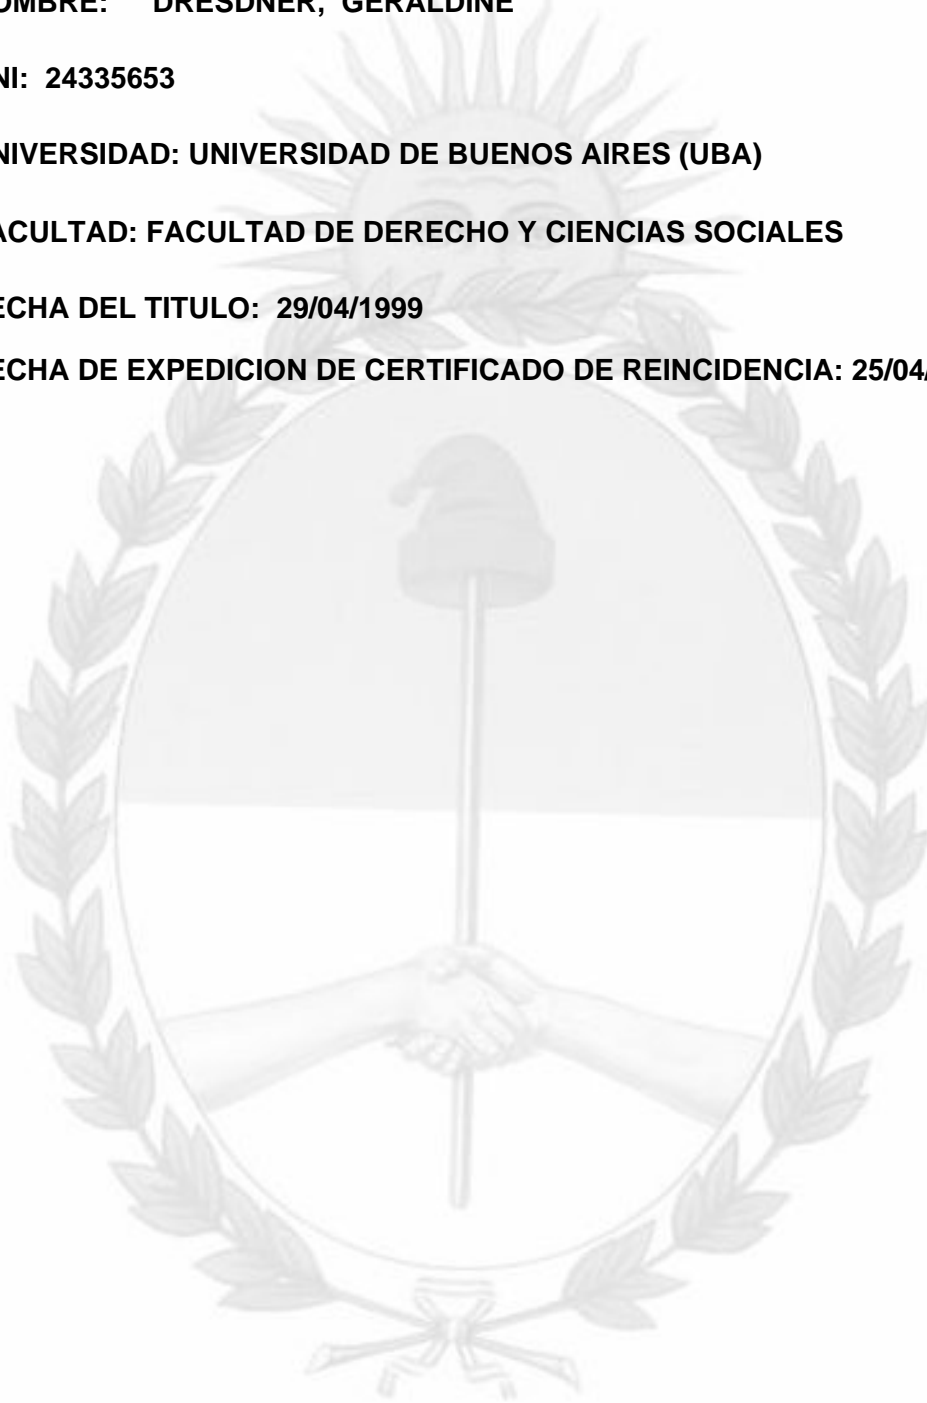 OMBRE: DRESDNER, GERALDINE
NI: 24335653
NIVERSIDAD: UNIVERSIDAD DE BUENOS AIRES (UBA)
ACULTAD: FACULTAD DE DERECHO Y CIENCIAS SOCIALES
ECHA DEL TITULO: 29/04/1999
ECHA DE EXPEDICION DE CERTIFICADO DE REINCIDENCIA: 25/04/